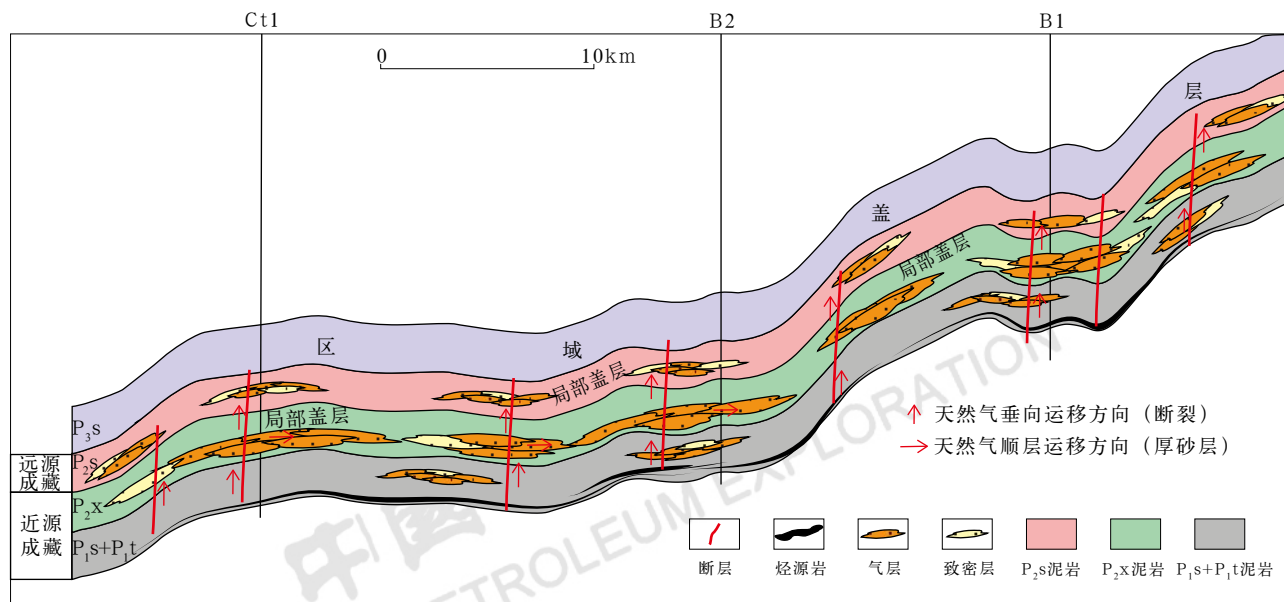 Ct1
B2
B1
0 10km
层
盖
区
域
局部盖层
局部盖层
局部盖层
P₃s
远源
成藏
P₂s
近源
成藏
P₂x
P₁s+P₁t
天然气垂向运移方向（断裂）
天然气顺层运移方向（厚砂层）
断层
烃源岩
气层
致密层
P₂s泥岩
P₂x泥岩
P₁s+P₁t泥岩
中国
PETROLEUM EXPLORATION